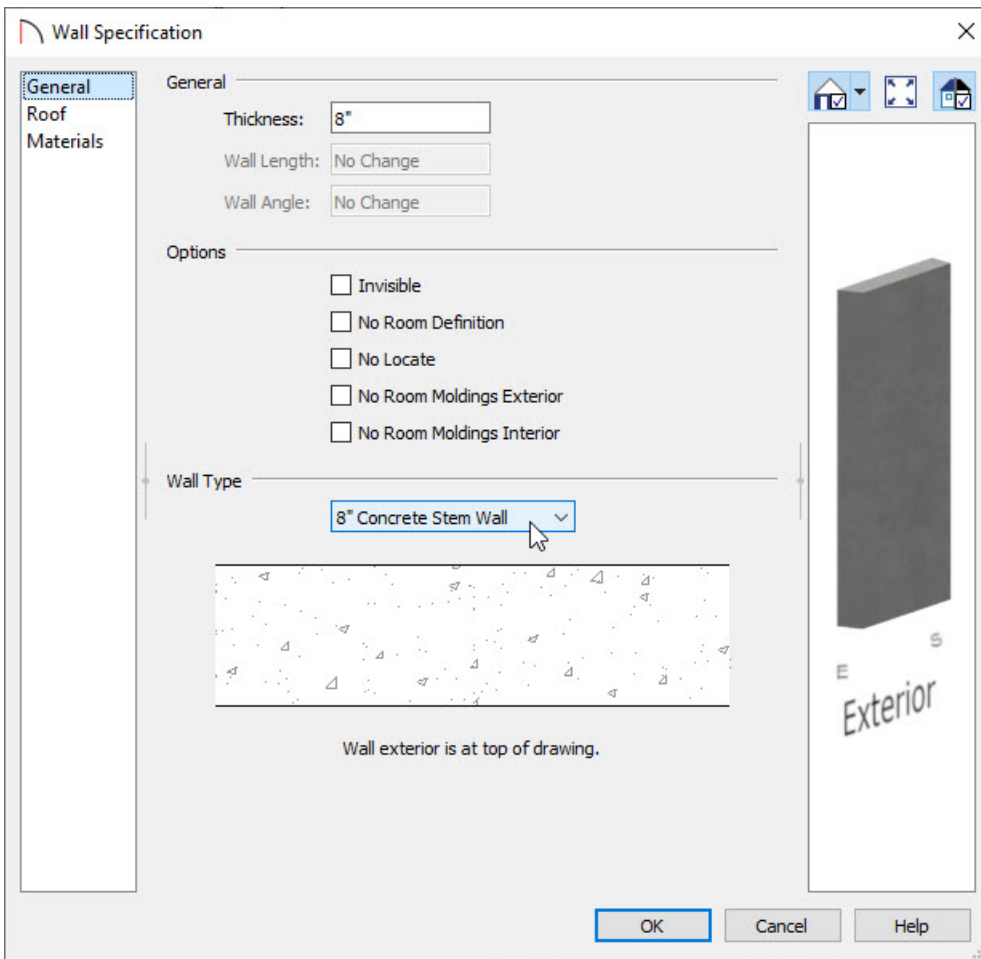 Wall Specification
General
Roof
Materials
General
Thickness: 8"
Wall Length: No Change
Wall Angle: No Change
Options
Invisible
No Room Definition
No Locate
No Room Moldings Exterior
No Room Moldings Interior
Wall Type
8" Concrete Stem Wall
Wall exterior is at top of drawing.
E S
Exterior
OK Cancel Help